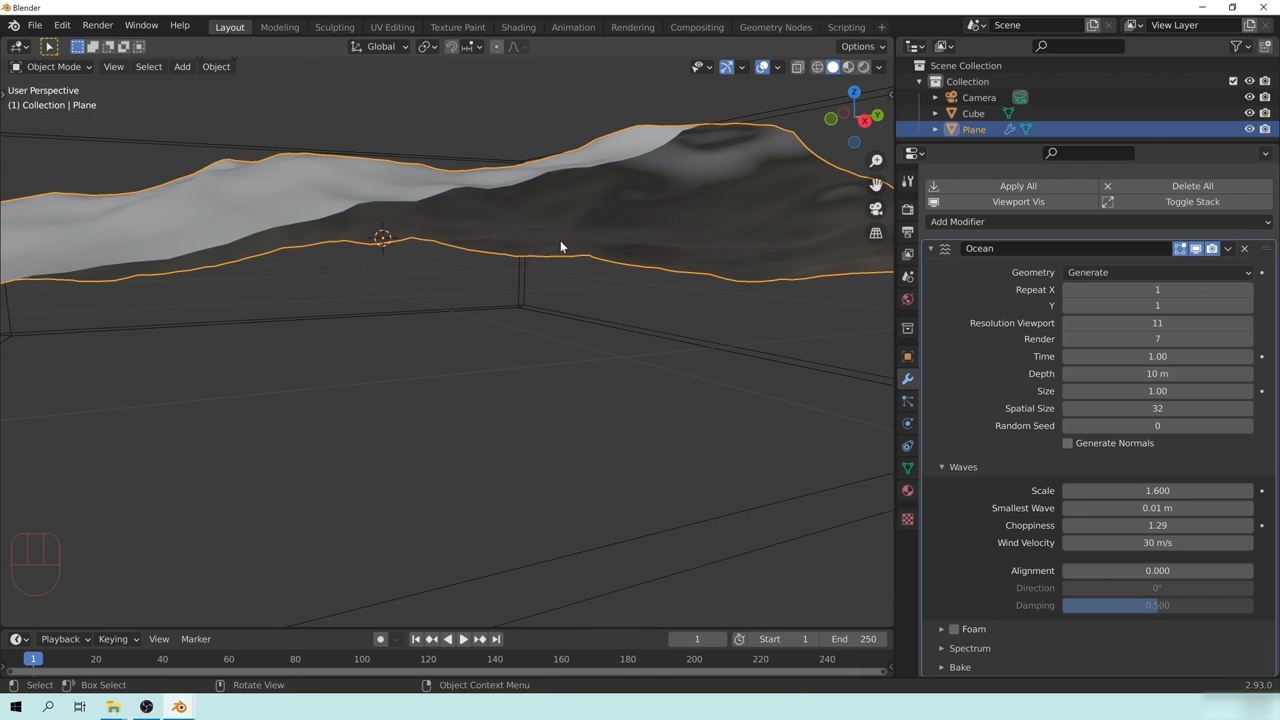 Blender
File Edit Render Window Help
Layout Modeling Sculpting UV Editing Texture Paint Shading Animation Rendering Compositing Geometry Nodes Scripting +
Scene
View Layer
Global
Options
Object Mode View Select Add Object
User Perspective
(1) Collection | Plane
Z
Y
X
Scene Collection
Collection
Camera
Cube
Plane
Apply All
Delete All
Viewport Vis
Toggle Stack
Add Modifier
Ocean
Geometry Generate
Repeat X 1
Y 1
Resolution Viewport 11
Render 7
Time 1.00
Depth 10 m
Size 1.00
Spatial Size 32
Random Seed 0
Generate Normals
Waves
Scale 1.600
Smallest Wave 0.01 m
Choppiness 1.29
Wind Velocity 30 m/s
Alignment 0.000
Direction 0°
Damping 0.500
Foam
Spectrum
Bake
Playback Keying View Marker
1 Start 1 End 250
1 20 40 60 80 100 120 140 160 180 200 220 240
Select Box Select Rotate View Object Context Menu 2.93.0